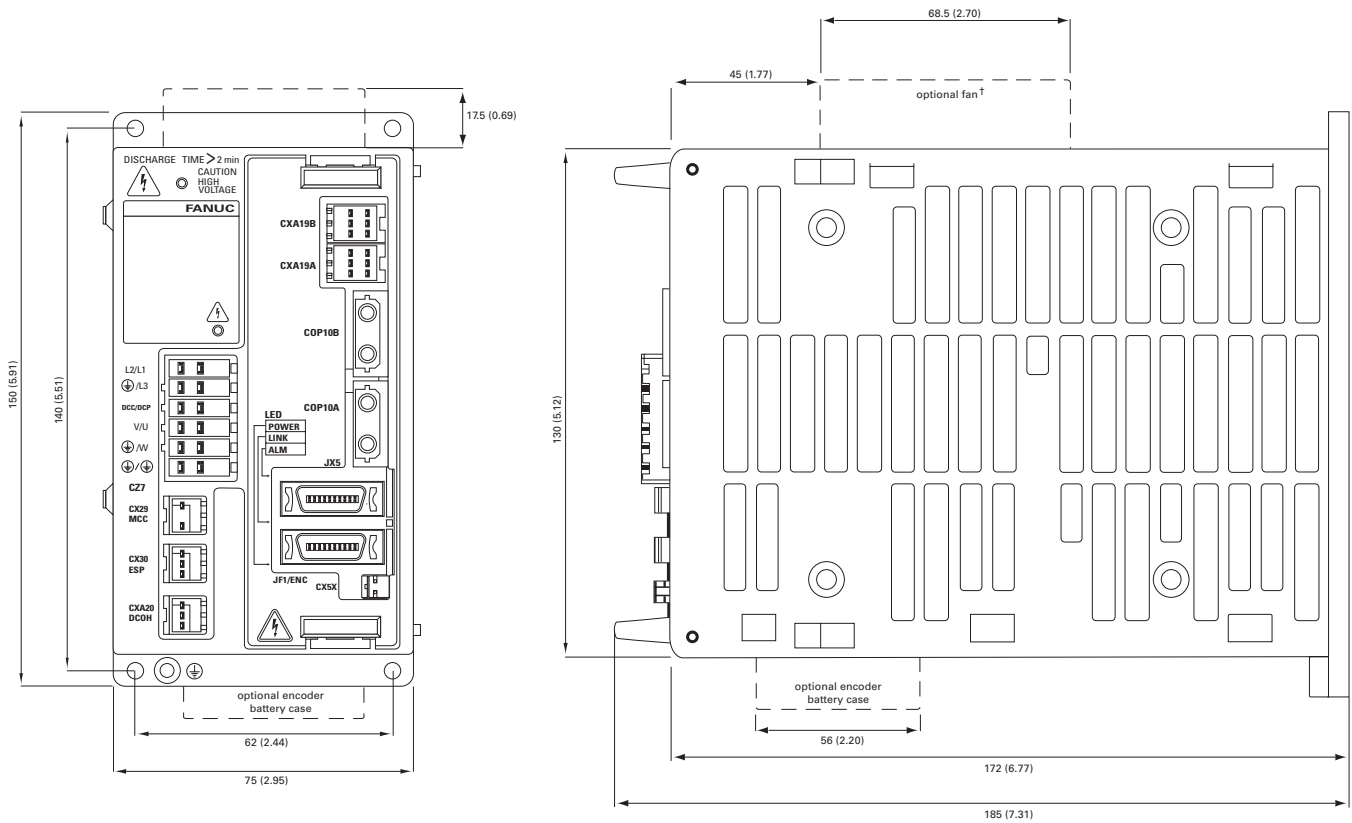 68.5 (2.70)
45 (1.77)
optional fan†
17.5 (0.69)
DISCHARGE TIME > 2 min
CAUTION
HIGH
VOLTAGE
FANUC
CXA19B
CXA19A
COP10B
COP10A
L2/L1
/L3
DCC/DCP
V/U
/W
/
CZ7
LED
POWER
LINK
ALM
JX5
CX29
MCC
CX30
ESP
CXA20
DCOH
JF1/ENC
CX5X
150 (5.91)
140 (5.51)
optional encoder
battery case
62 (2.44)
75 (2.95)
130 (5.12)
optional encoder
battery case
56 (2.20)
172 (6.77)
185 (7.31)